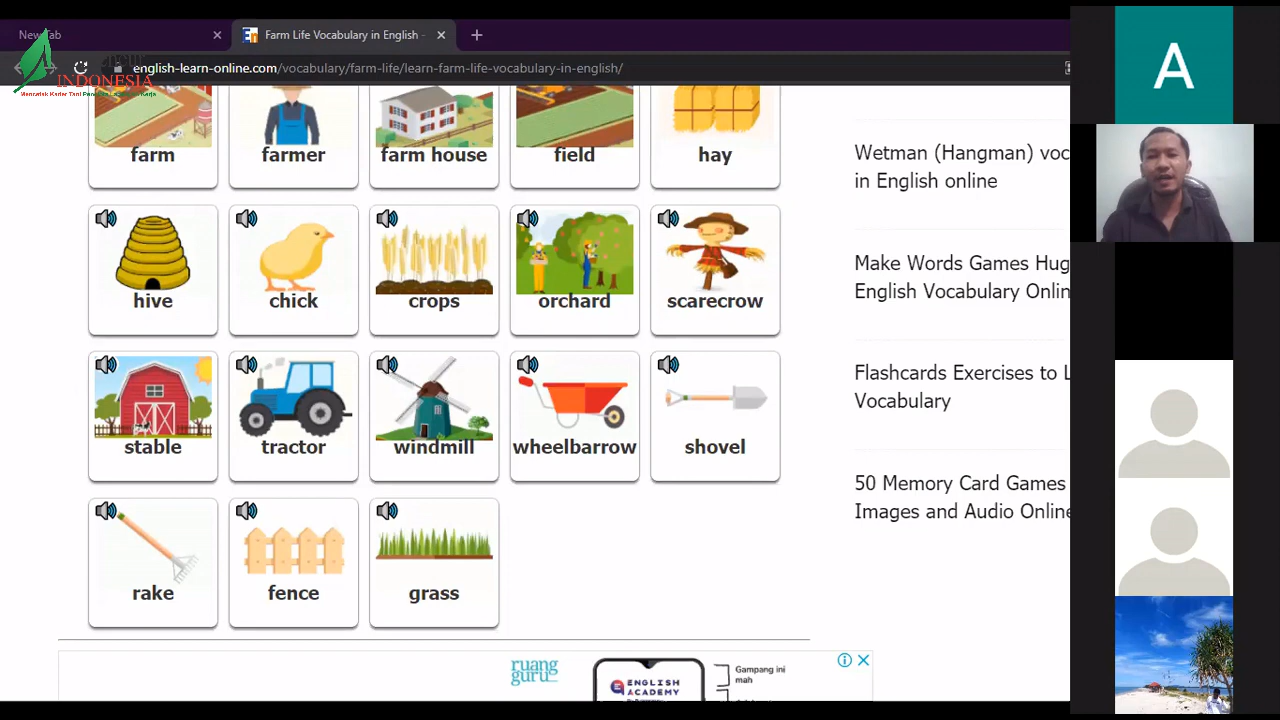 New Tab
Farm Life Vocabulary in English -
INDONESIA
english-learn-online.com/vocabulary/farm-life/learn-farm-life-vocabulary-in-english/
A
farm
farmer
farm house
field
hay
hive
chick
crops
orchard
scarecrow
stable
tractor
windmill
wheelbarrow
shovel
rake
fence
grass
Wetman (Hangman) voc
in English online
Make Words Games Hug
English Vocabulary Onlin
Flashcards Exercises to L
Vocabulary
50 Memory Card Games
Images and Audio Online
ruang
guru
ENGLISH
ACADEMY
Gampang ini
mah